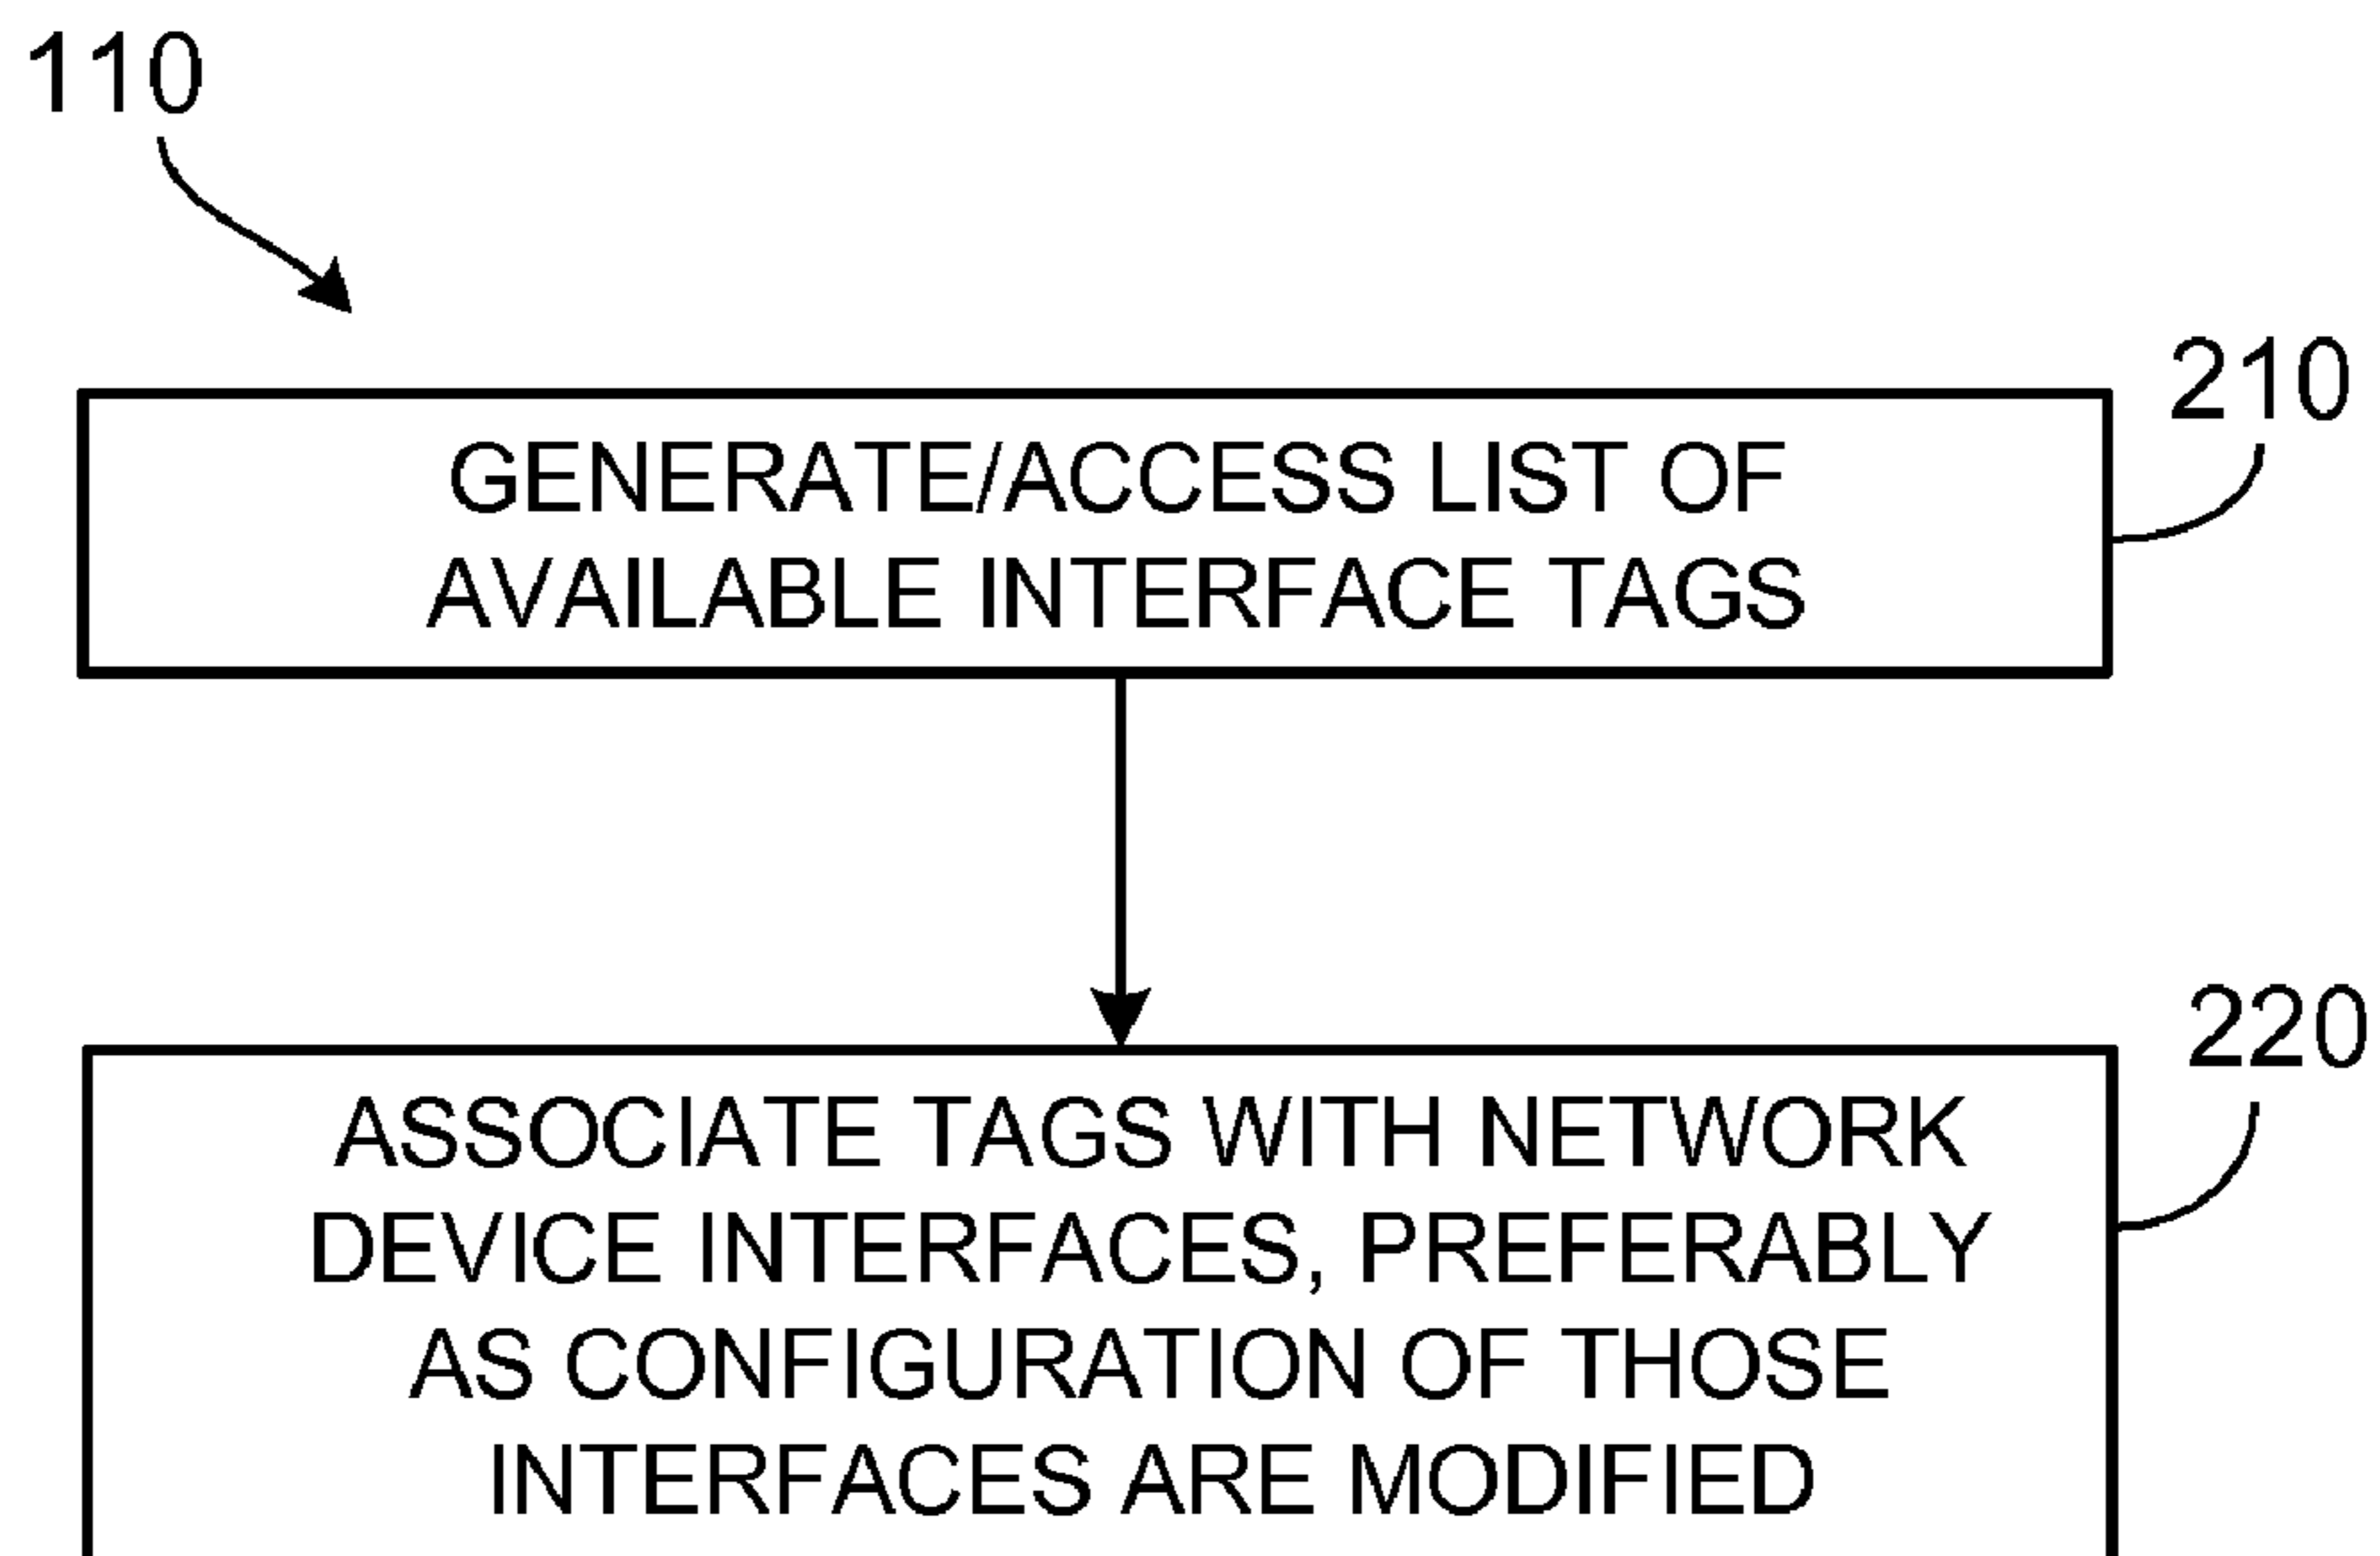 110
210
GENERATE/ACCESS LIST OF
AVAILABLE INTERFACE TAGS
220
ASSOCIATE TAGS WITH NETWORK
DEVICE INTERFACES, PREFERABLY
AS CONFIGURATION OF THOSE
INTERFACES ARE MODIFIED